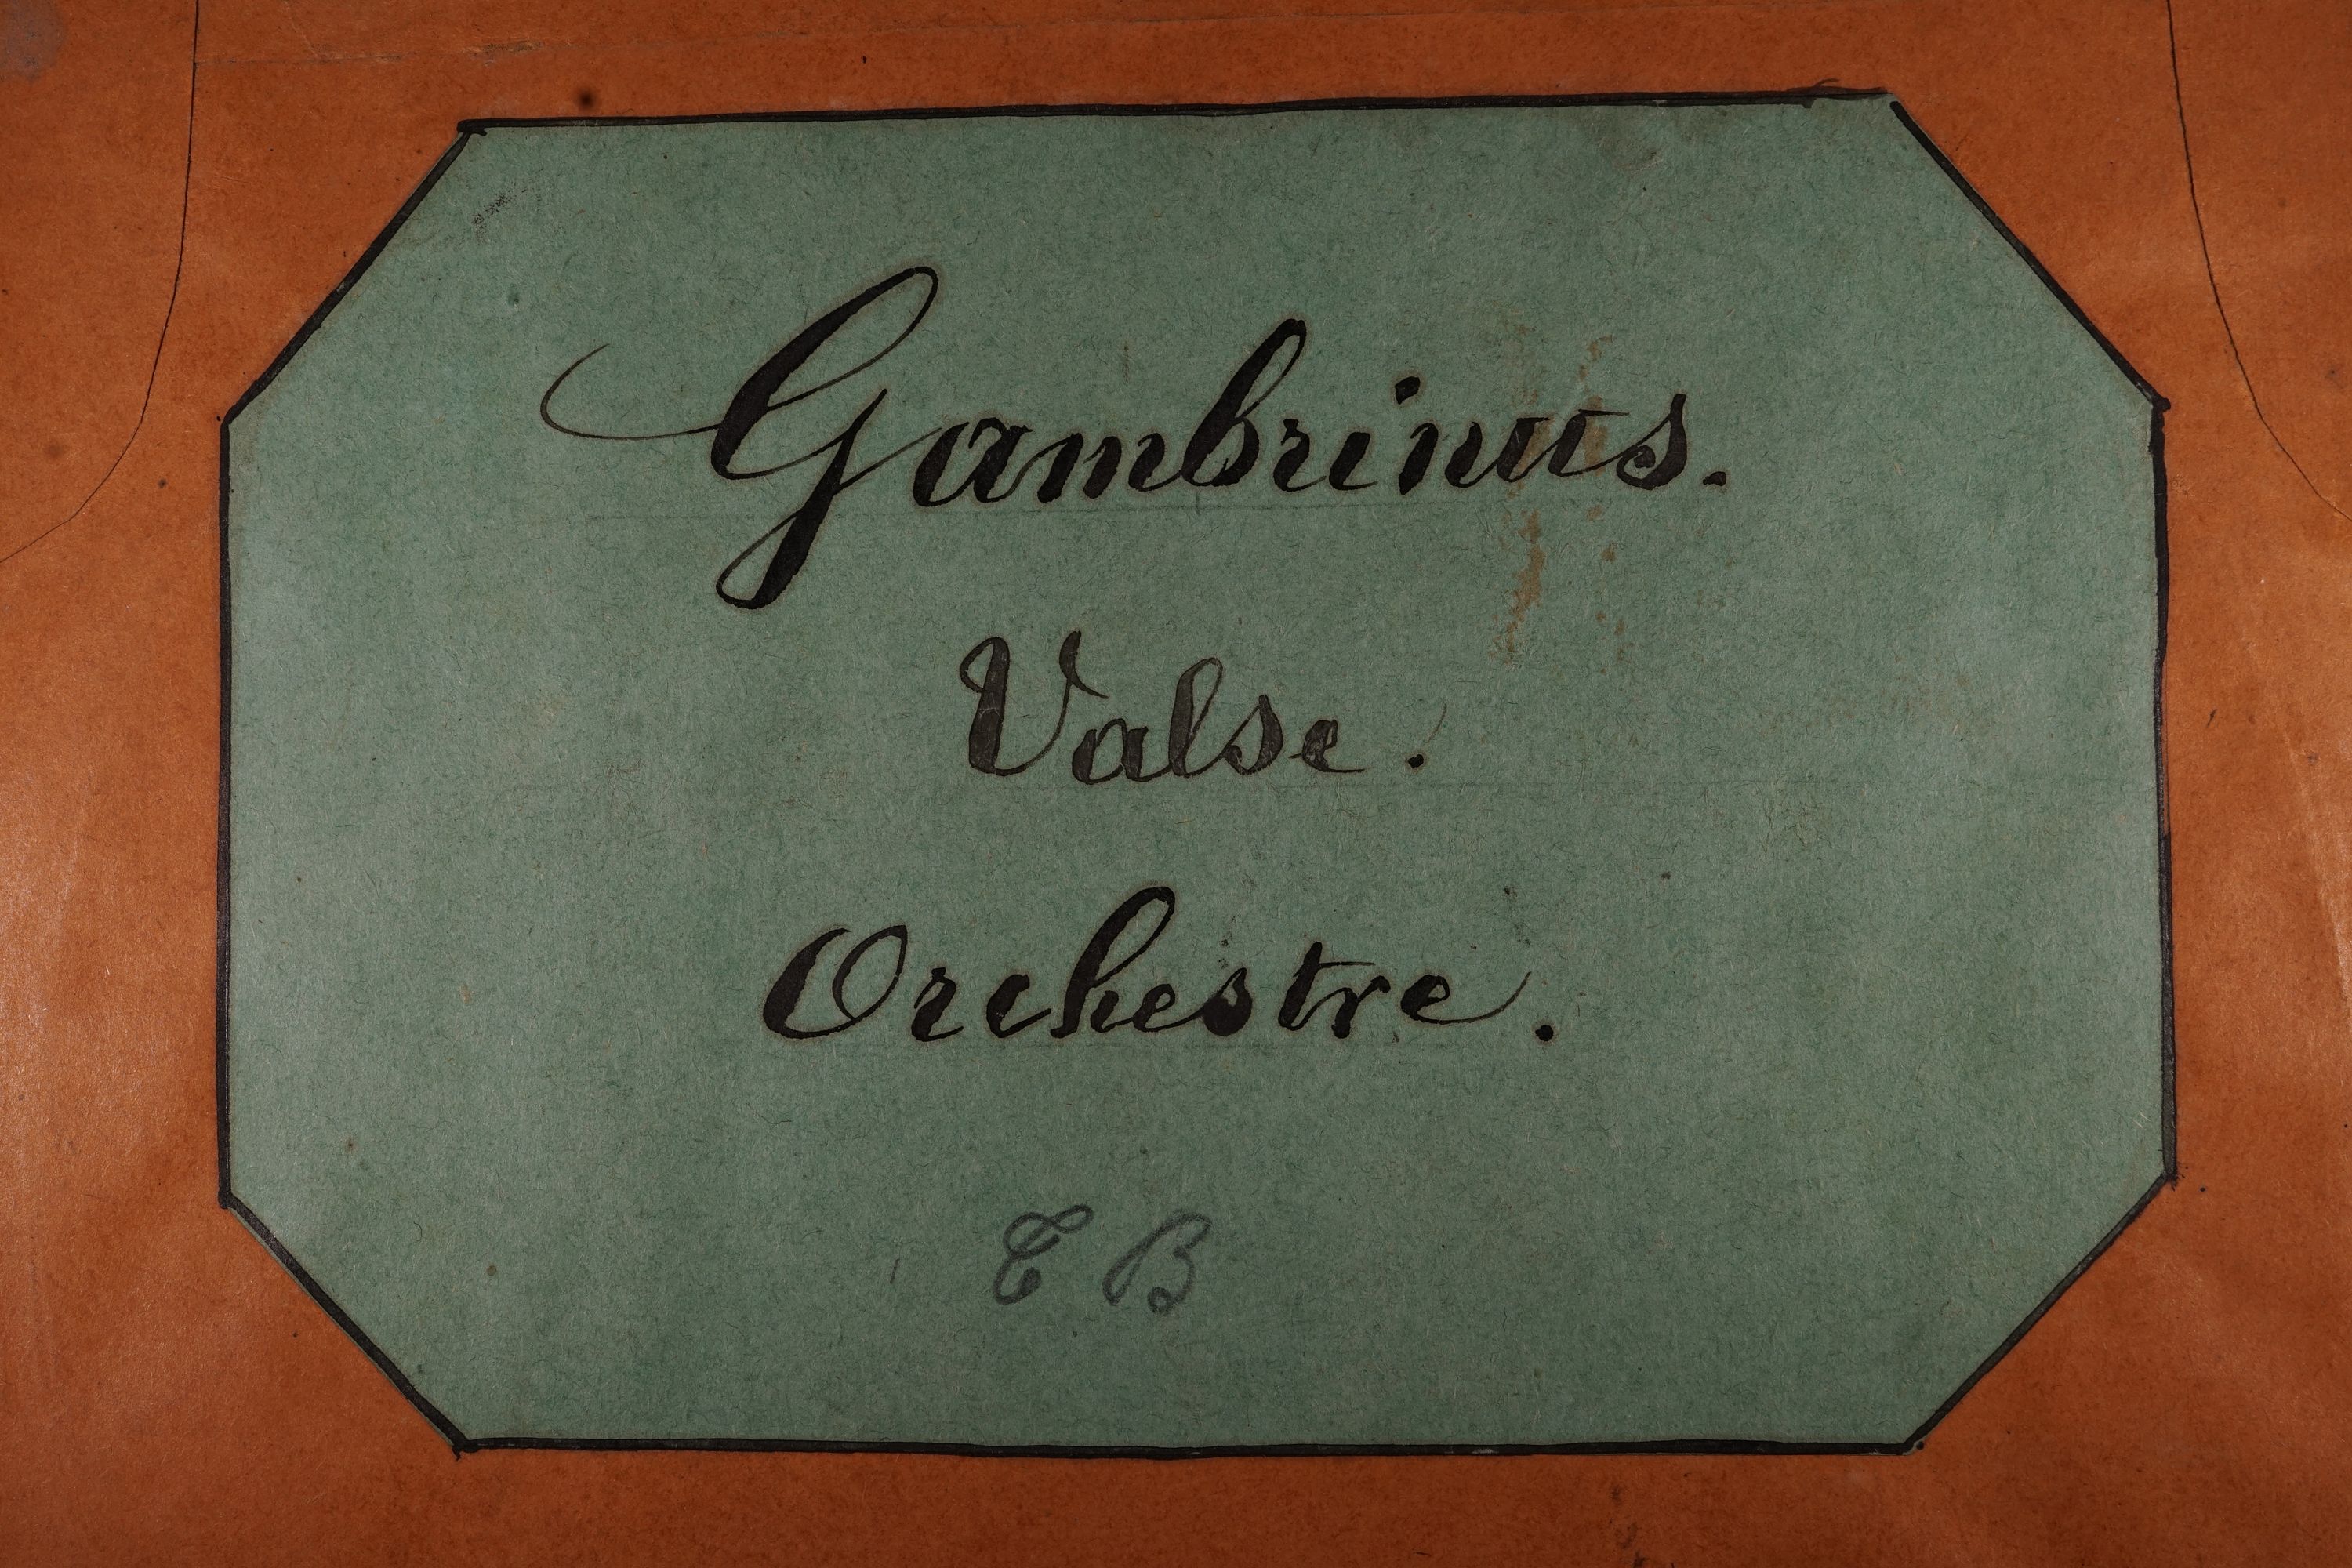 Gambrinus.
Valse.
Orchestre.
T B